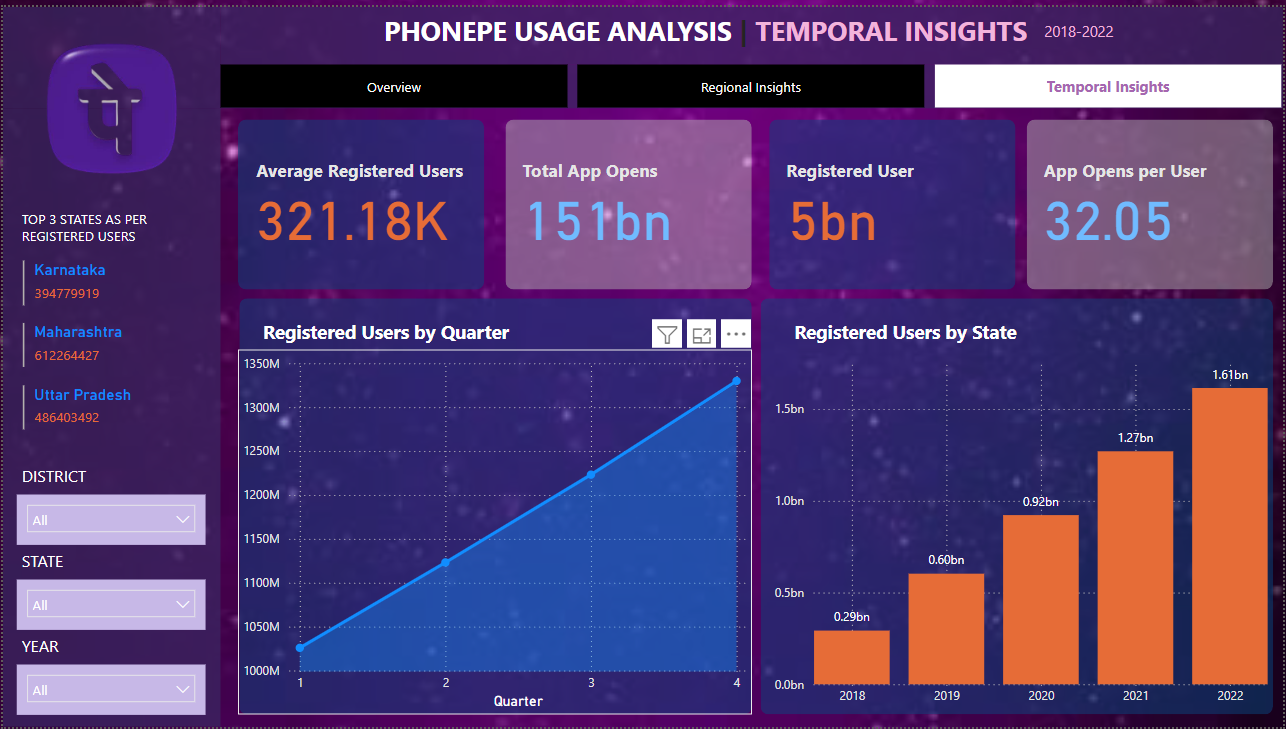 PHONEPE USAGE ANALYSIS | TEMPORAL INSIGHTS 2018-2022
Overview
Regional Insights
Temporal Insights
पे
TOP 3 STATES AS PER
REGISTERED USERS
Karnataka
394779919
Maharashtra
612264427
Uttar Pradesh
486403492
DISTRICT
All
STATE
All
YEAR
All
Average Registered Users
321.18K
Total App Opens
151bn
Registered User
5bn
App Opens per User
32.05
Registered Users by Quarter
1350M
1300M
1250M
1200M
1150M
1100M
1050M
1000M
1 2 3 4
Quarter
Registered Users by State
1.5bn
1.0bn
0.5bn
0.0bn
0.29bn
0.60bn
0.92bn
1.27bn
1.61bn
2018 2019 2020 2021 2022